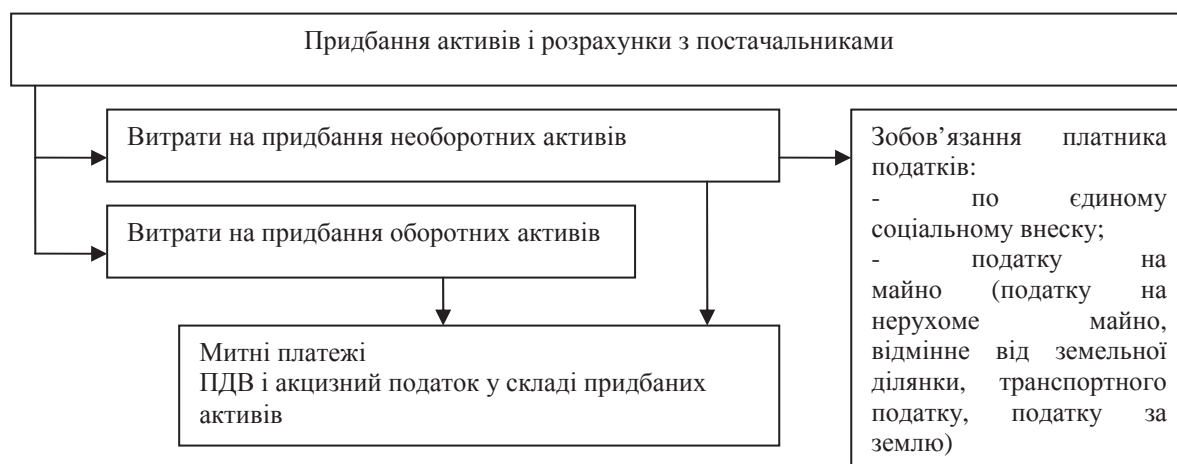 Придбання активів і розрахунки з постачальниками
Витрати на придбання необоротних активів
Витрати на придбання оборотних активів
Митні платежі
ПДВ і акцизний податок у складі придбаних
активів
Зобов’язання платника
податків:
- по єдиному
соціальному внеску;
- податку на
майно (податку на
нерухоме майно,
відмінне від земельної
ділянки, транспортного
податку, податку за
землю)